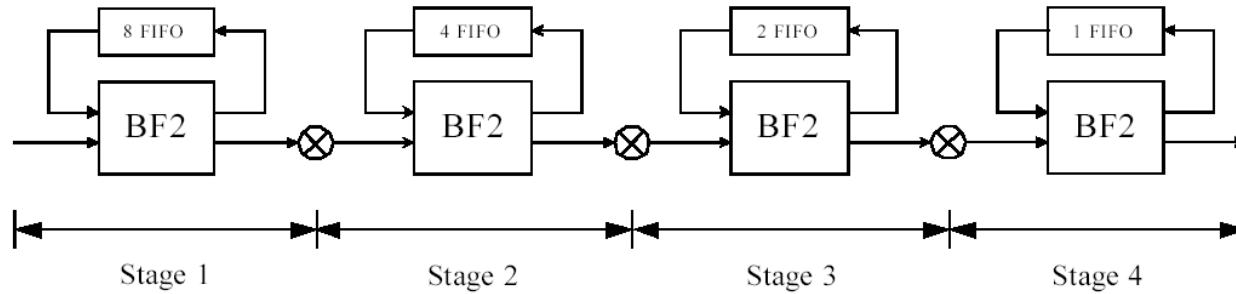 8 FIFO
4 FIFO
2 FIFO
1 FIFO
BF2
BF2
BF2
BF2
Stage 1
Stage 2
Stage 3
Stage 4